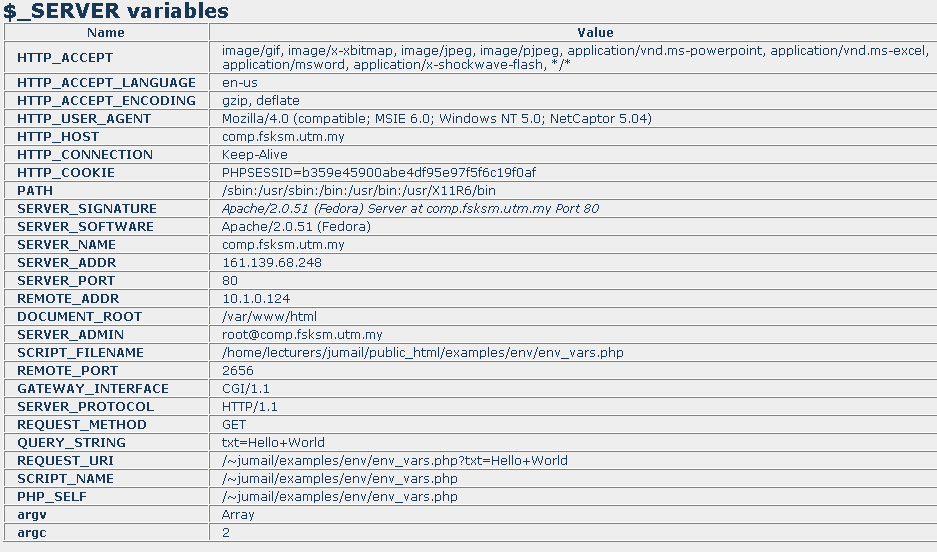 $_SERVER variables
Name Value
HTTP_ACCEPT image/gif, image/x-xbitmap, image/jpeg, image/pjpeg, application/vnd.ms-powerpoint, application/vnd.ms-excel,
application/msword, application/x-shockwave-flash, */*
HTTP_ACCEPT_LANGUAGE en-us
HTTP_ACCEPT_ENCODING gzip, deflate
HTTP_USER_AGENT Mozilla/4.0 (compatible; MSIE 6.0; Windows NT 5.0; NetCaptor 5.04)
HTTP_HOST comp.fsksm.utm.my
HTTP_CONNECTION Keep-Alive
HTTP_COOKIE PHPSESSID=b359e45900abe4df95e97f5f6c19f0af
PATH /sbin:/usr/sbin:/bin:/usr/bin:/usr/X11R6/bin
SERVER_SIGNATURE Apache/2.0.51 (Fedora) Server at comp.fsksm.utm.my Port 80
SERVER_SOFTWARE Apache/2.0.51 (Fedora)
SERVER_NAME comp.fsksm.utm.my
SERVER_ADDR 161.139.68.248
SERVER_PORT 80
REMOTE_ADDR 10.1.0.124
DOCUMENT_ROOT /var/www/html
SERVER_ADMIN root@comp.fsksm.utm.my
SCRIPT_FILENAME /home/lecturers/jumail/public_html/examples/env/env_vars.php
REMOTE_PORT 2656
GATEWAY_INTERFACE CGI/1.1
SERVER_PROTOCOL HTTP/1.1
REQUEST_METHOD GET
QUERY_STRING txt=Hello+World
REQUEST_URI /~jumail/examples/env/env_vars.php?txt=Hello+World
SCRIPT_NAME /~jumail/examples/env/env_vars.php
PHP_SELF /~jumail/examples/env/env_vars.php
argv Array
argc 2